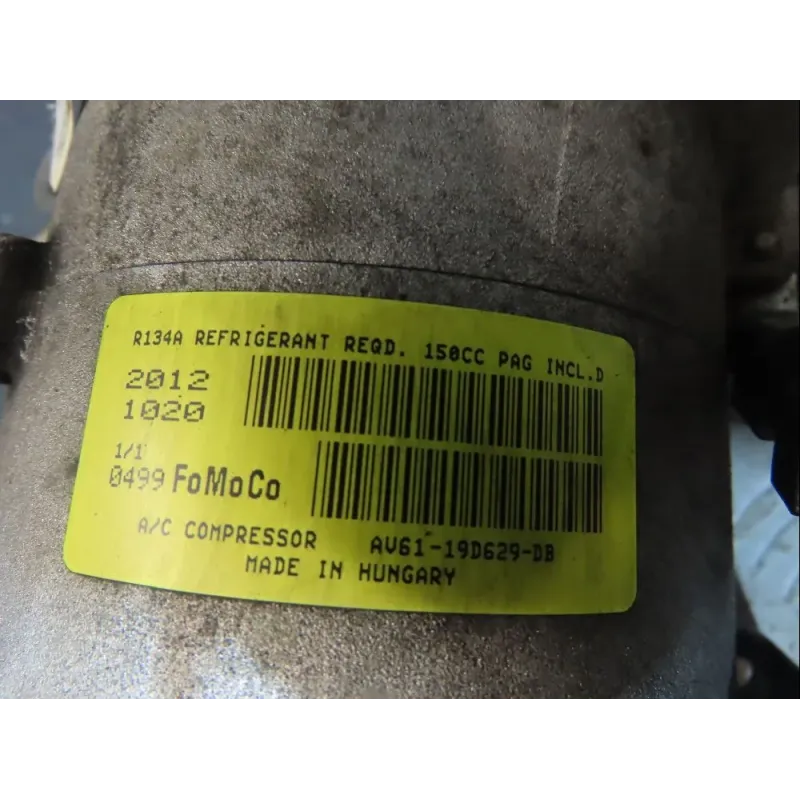 R134A REFRIGERANT REQD. 150CC PAG INCL.D
2012
1020
1/1
0499 FoMoCo
A/C COMPRESSOR AV61-19D629-DB
MADE IN HUNGARY